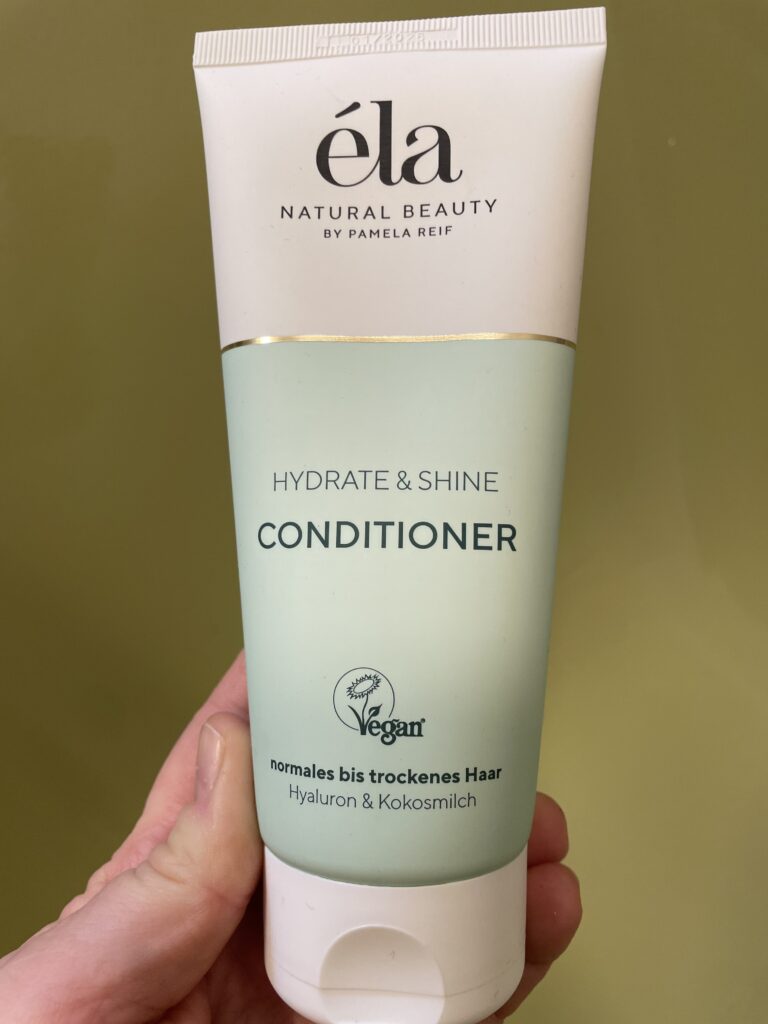 éla
NATURAL BEAUTY
BY PAMELA REIF
HYDRATE & SHINE
CONDITIONER
Vegan
normales bis trockenes Haar
Hyaluron & Kokosmilch